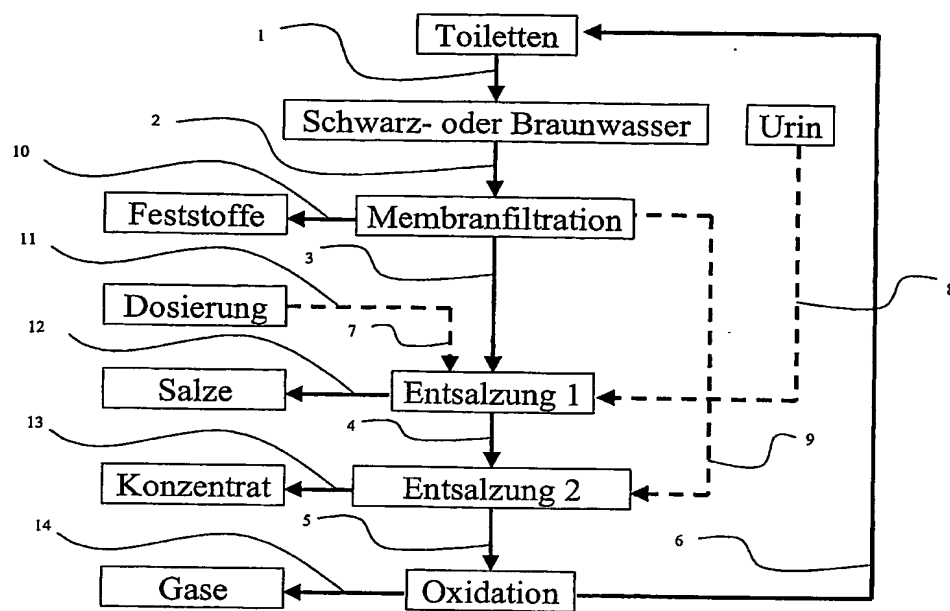 1
Toiletten
2
Schwarz- oder Braunwasser
Urin
10
Feststoffe
Membranfiltration
11
3
8
Dosierung
7
12
Salze
Entsalzung 1
4
13
9
Konzentrat
Entsalzung 2
5
6
14
Gase
Oxidation